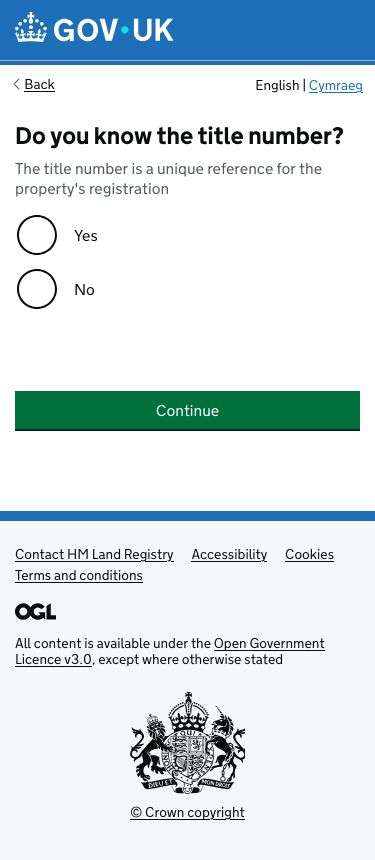 GOV·UK
Back
English | Cymraeg
Do you know the title number?
The title number is a unique reference for the
property's registration
Yes
No
Continue
Contact HM Land Registry Accessibility Cookies
Terms and conditions
OGL
All content is available under the Open Government
Licence v3.0, except where otherwise stated
DIEU ET MON DROIT
© Crown copyright